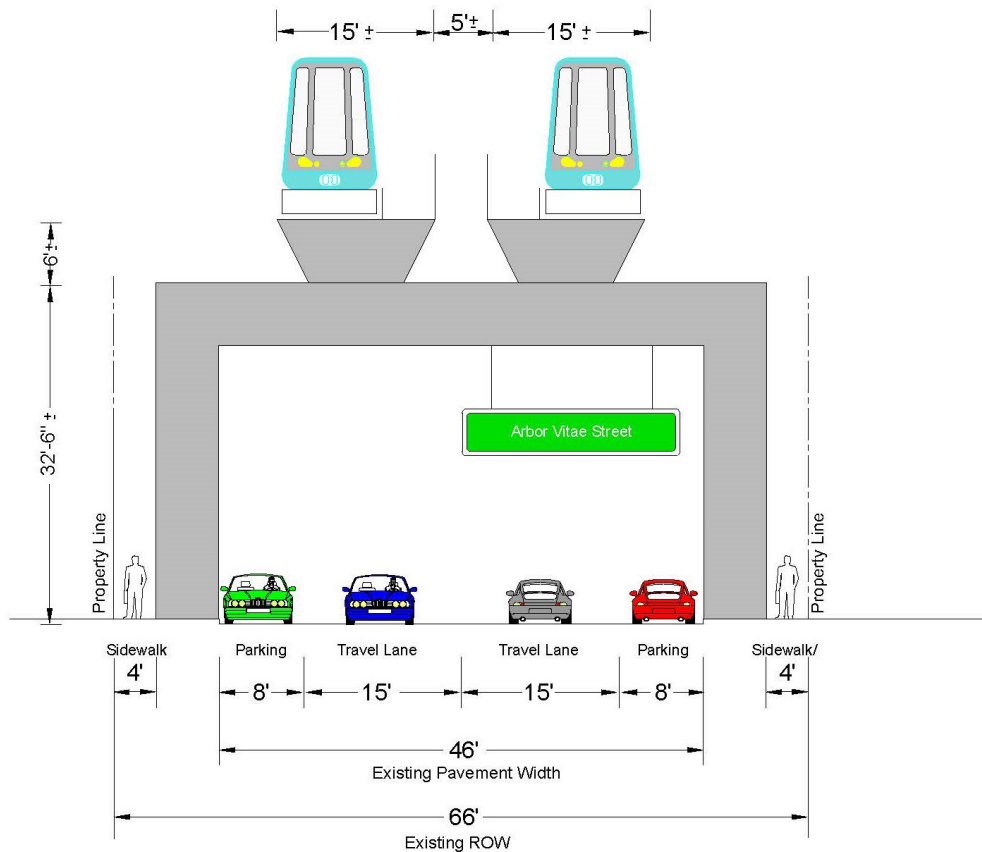 15' ± 5'± 15' ±
6'±
32'-6" ±
Arbor Vitae Street
Property Line
Property Line
Sidewalk Parking Travel Lane Travel Lane Parking Sidewalk/
4' 8' 15' 15' 8' 4'
46'
Existing Pavement Width
66'
Existing ROW